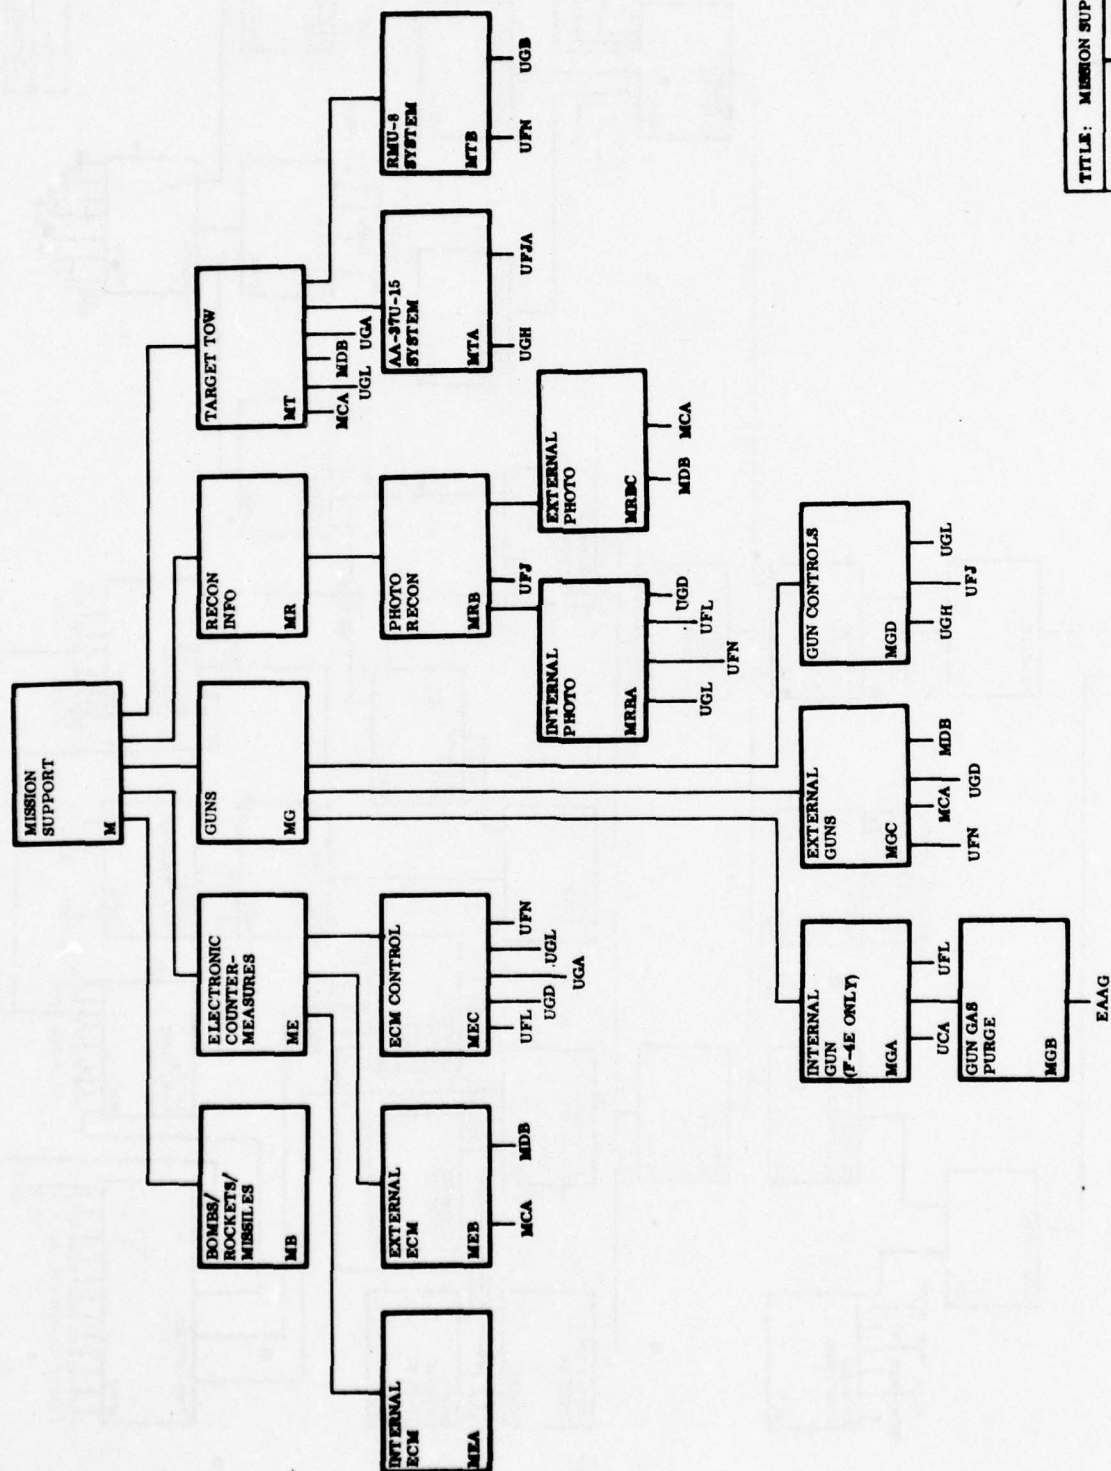 MISSION
SUPPORT
M
BOMBS/
ROCKETS/
MISSILES
MB
ELECTRONIC
COUNTER-
MEASURES
ME
GUNS
MG
RECON
INFO
MR
TARGET TOW
MT
MCA
UGL
MDB
UGA
INTERNAL
ECM
MEA
EXTERNAL
ECM
MEB
MCA
MDB
ECM CONTROL
MEC
UFL
UGD
UGA
UGL
UFN
PHOTO
RECON
MRB
UFJ
AA-37U-15
SYSTEM
MTA
UGH
UFJA
RMU-8
SYSTEM
MTB
UFN
UGB
INTERNAL
PHOTO
MRBA
UGL
UFN
UFL
UGD
EXTERNAL
PHOTO
MRBC
MDB
MCA
INTERNAL
GUN
(F-4E ONLY)
MGA
UCA
UFL
EXTERNAL
GUNS
MGC
UFN
MCA
UGD
MDB
GUN CONTROLS
MGD
UGH
UFJ
UGL
GUN GAS
PURGE
MGB
EAAG
TITLE: MISSION SUP